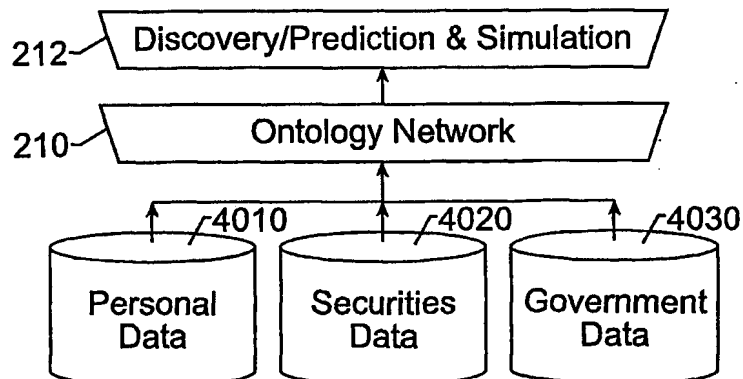 212
Discovery/Prediction & Simulation
210
Ontology Network
4010
4020
4030
Personal
Data
Securities
Data
Government
Data